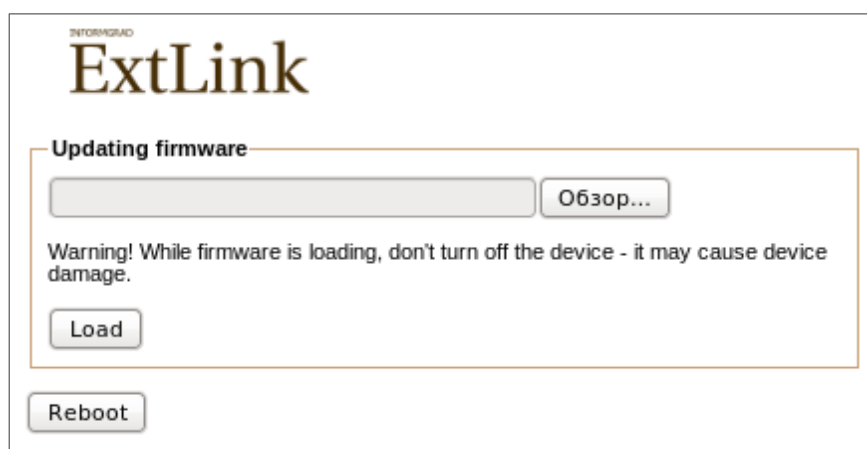 INFORMGRAD
ExtLink
Updating firmware
Обзор...
Warning! While firmware is loading, don't turn off the device - it may cause device
damage.
Load
Reboot